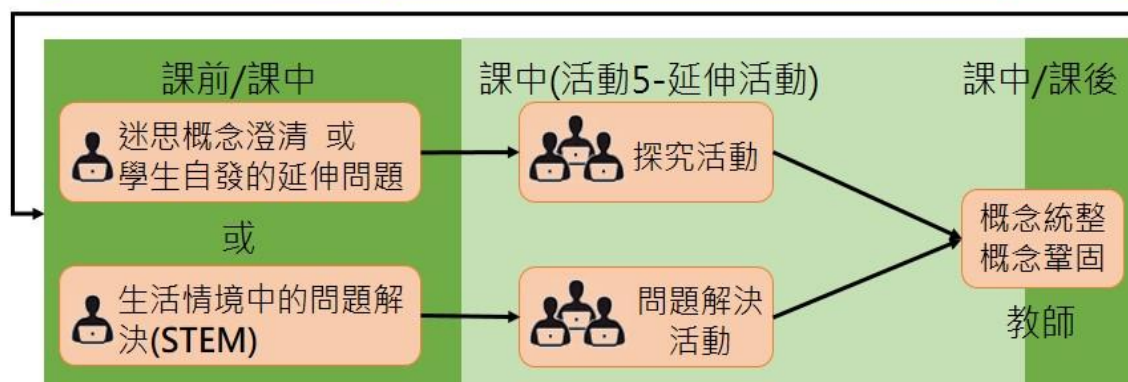 課前/課中
迷思概念澄清 或
學生自發的延伸問題
或
生活情境中的問題解
決(STEM)
課中(活動5-延伸活動)
探究活動
問題解決
活動
課中/課後
概念統整
概念鞏固
教師